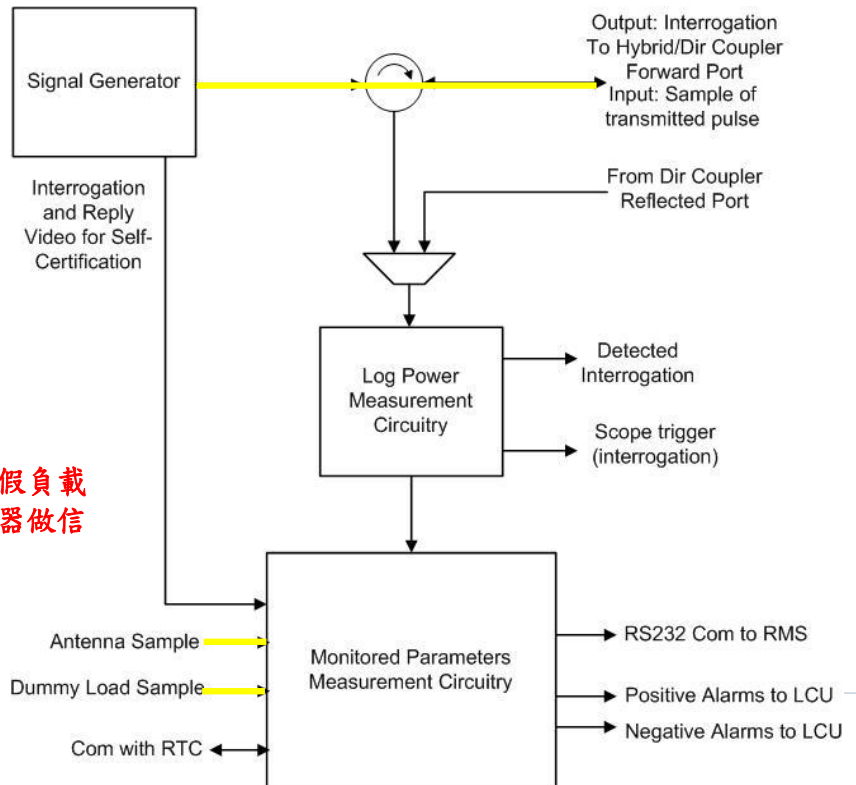 Signal Generator
Output: Interrogation
To Hybrid/Dir Coupler
Forward Port
Input: Sample of
transmitted pulse
Interrogation
and Reply
Video for Self-
Certification
From Dir Coupler
Reflected Port
Log Power
Measurement
Circuitry
Detected
Interrogation
Scope trigger
(interrogation)
假負載
器做信
Antenna Sample
Dummy Load Sample
Com with RTC
Monitored Parameters
Measurement Circuitry
RS232 Com to RMS
Positive Alarms to LCU
Negative Alarms to LCU